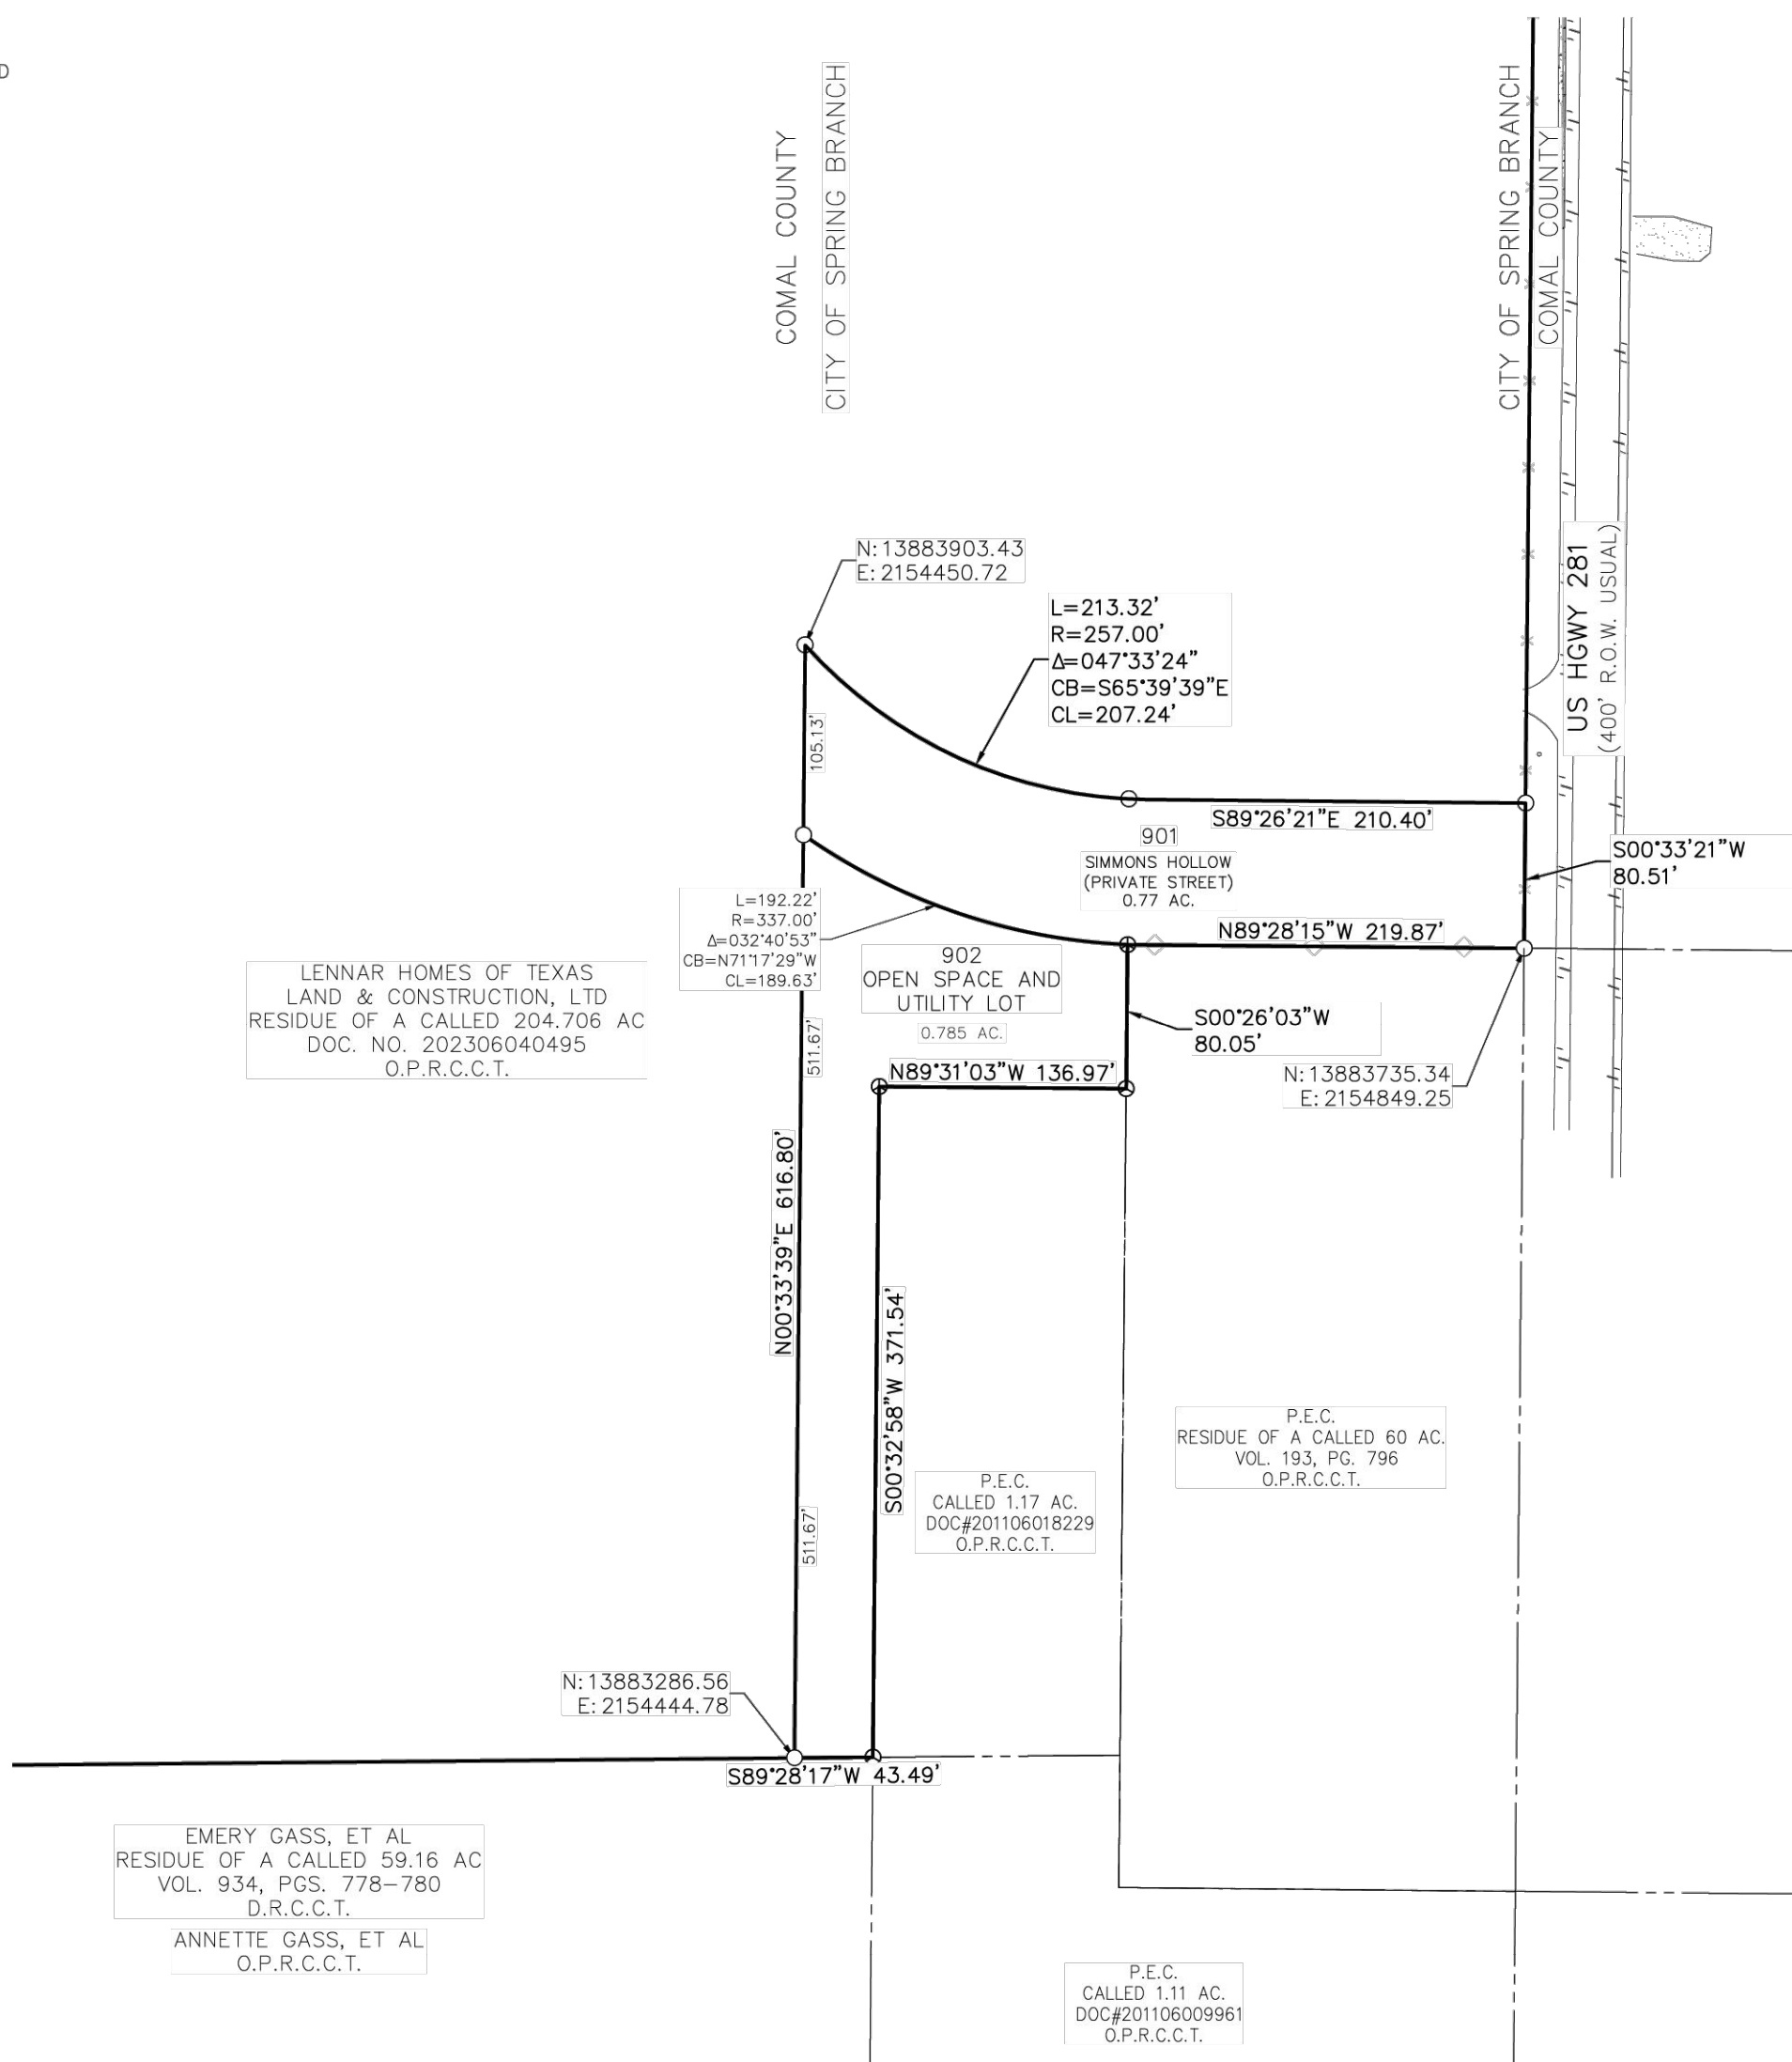 D
COMAL COUNTY
CITY OF SPRING BRANCH
CITY OF SPRING BRANCH
COMAL COUNTY
US HGWY 281
(400' R.O.W. USUAL)
N:13883903.43
E:2154450.72
L=213.32'
R=257.00'
Δ=047°33'24"
CB=S65°39'39"E
CL=207.24'
105.13'
S89°26'21"E 210.40'
901
SIMMONS HOLLOW
(PRIVATE STREET)
0.77 AC.
S00°33'21"W
80.51'
L=192.22'
R=337.00'
Δ=032°40'53"
CB=N71°17'29"W
CL=189.63'
N89°28'15"W 219.87'
902
OPEN SPACE AND
UTILITY LOT
0.785 AC.
LENNAR HOMES OF TEXAS
LAND & CONSTRUCTION, LTD
RESIDUE OF A CALLED 204.706 AC
DOC. NO. 202306040495
O.P.R.C.C.T.
511.67'
S00°26'03"W
80.05'
N89°31'03"W 136.97'
N:13883735.34
E:2154849.25
N00°33'39"E 616.80'
S00°32'58"W 371.54'
P.E.C.
RESIDUE OF A CALLED 60 AC.
VOL. 193, PG. 796
O.P.R.C.C.T.
P.E.C.
CALLED 1.17 AC.
DOC#201106018229
O.P.R.C.C.T.
511.67'
N:13883286.56
E:2154444.78
S89°28'17"W 43.49'
EMERY GASS, ET AL
RESIDUE OF A CALLED 59.16 AC
VOL. 934, PGS. 778-780
D.R.C.C.T.
ANNETTE GASS, ET AL
O.P.R.C.C.T.
P.E.C.
CALLED 1.11 AC.
DOC#201106009961
O.P.R.C.C.T.